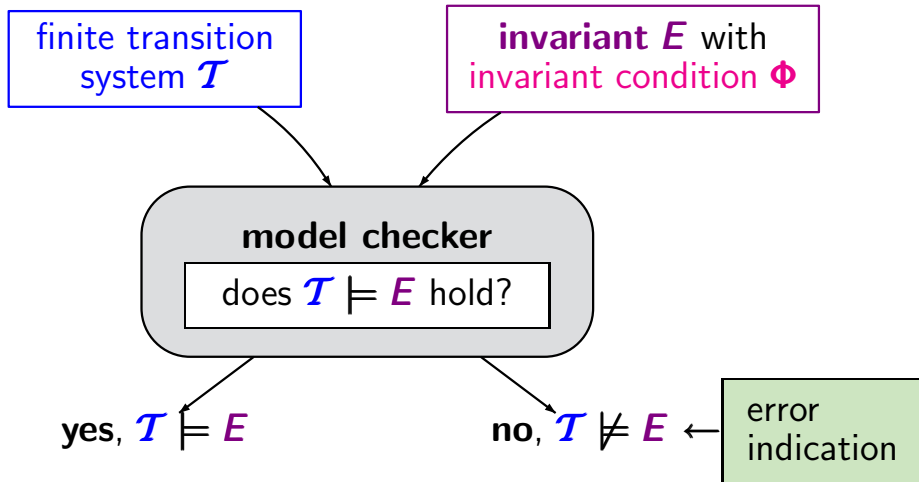 finite transition
system 𝒯
invariant E with
invariant condition Φ
model checker
does 𝒯 ⊨ E hold?
yes, 𝒯 ⊨ E
no, 𝒯 ⊭ E ←
error
indication